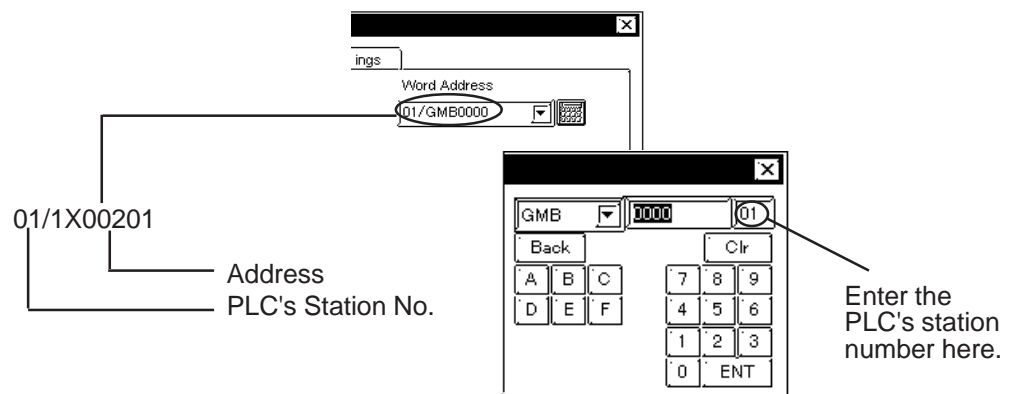 ings
Word Address
01/GMB0000
01/1X00201
Address
PLC's Station No.
GMB 0000 01
Back Clr
A B C 7 8 9
D E F 4 5 6
1 2 3
0 ENT
Enter the
PLC's station
number here.